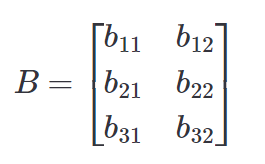 b₁₁ b₁₂
B = b₂₁ b₂₂
b₃₁ b₃₂